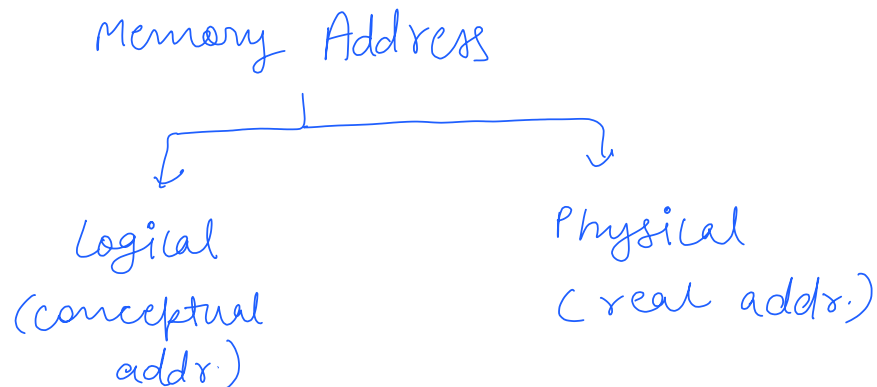 Memory Address
Logical
(conceptual
addr.)
Physical
(real addr.)